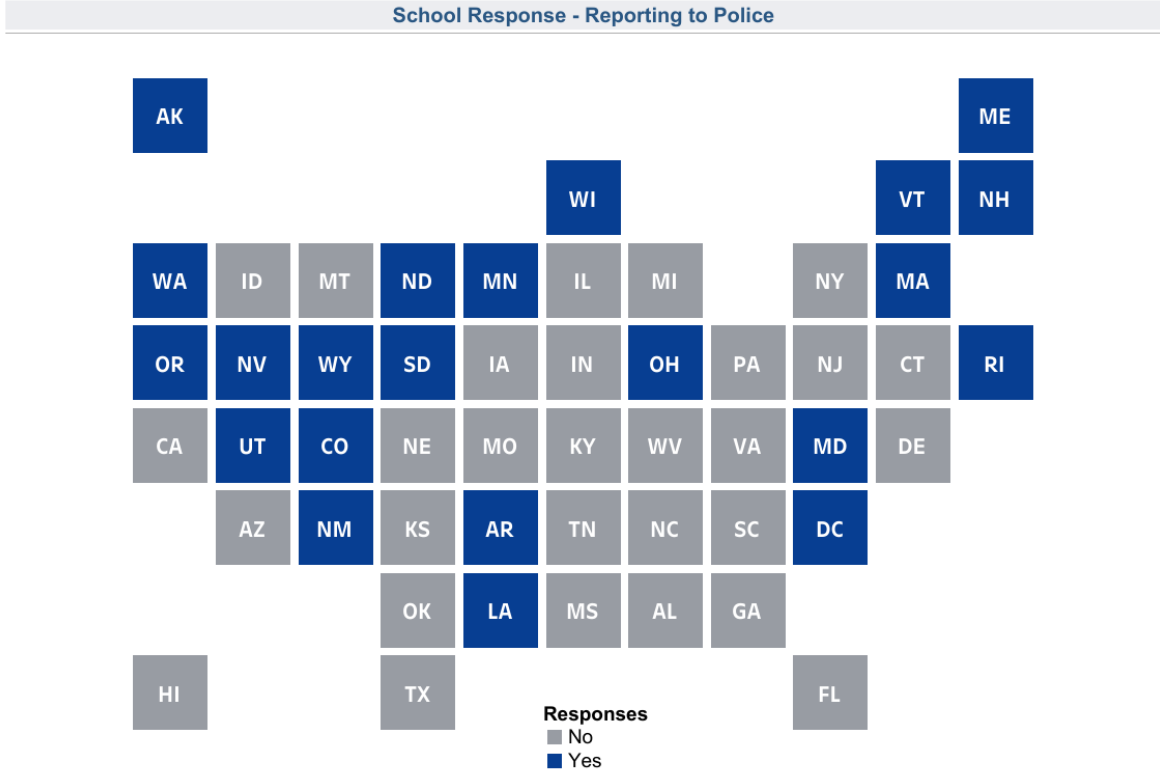 School Response - Reporting to Police
AK ME
WI VT NH
WA ID MT ND MN IL MI NY MA
OR NV WY SD IA IN OH PA NJ CT RI
CA UT CO NE MO KY WV VA MD DE
AZ NM KS AR TN NC SC DC
OK LA MS AL GA
HI TX FL
Responses
No
Yes